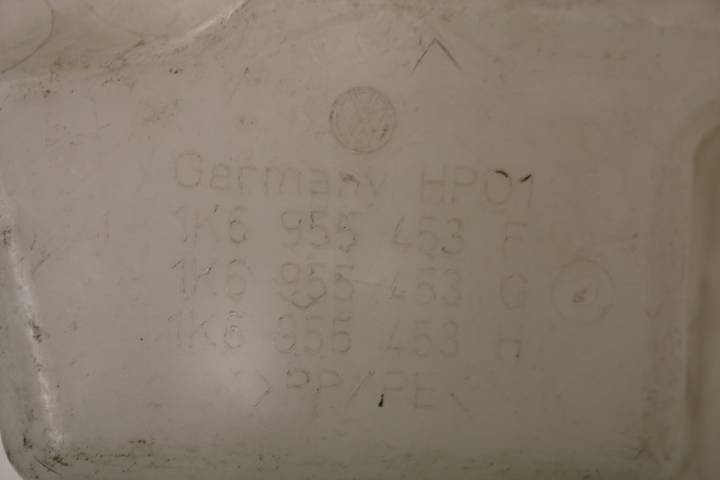 Germany HP01
1K6 955 453 F
1K6 955 453 G
1K6 955 453 H
>PP/PE<